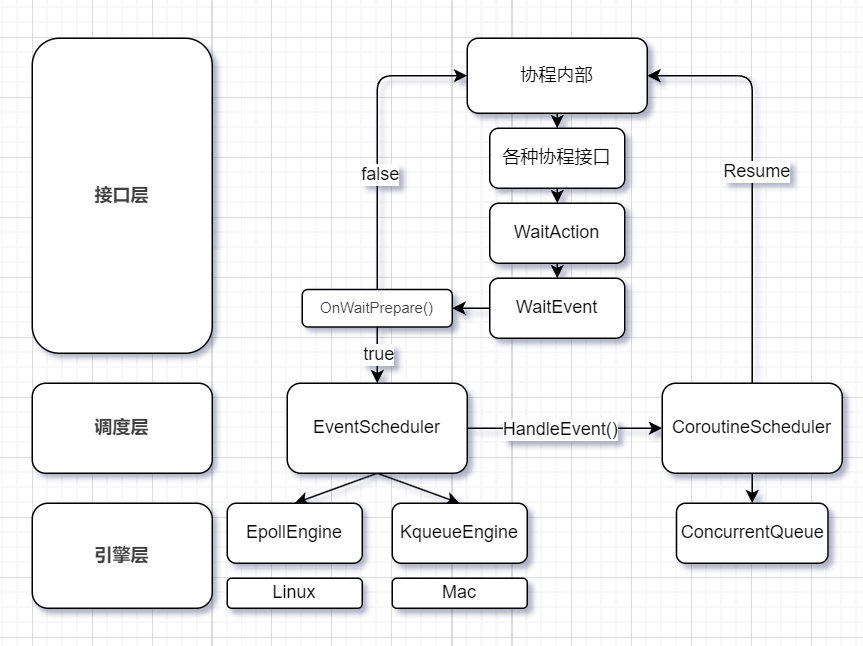 协程内部
各种协程接口
false
Resume
接口层
WaitAction
OnWaitPrepare()
WaitEvent
true
调度层
EventScheduler
HandleEvent()
CoroutineScheduler
引擎层
EpollEngine
KqueueEngine
ConcurrentQueue
Linux
Mac